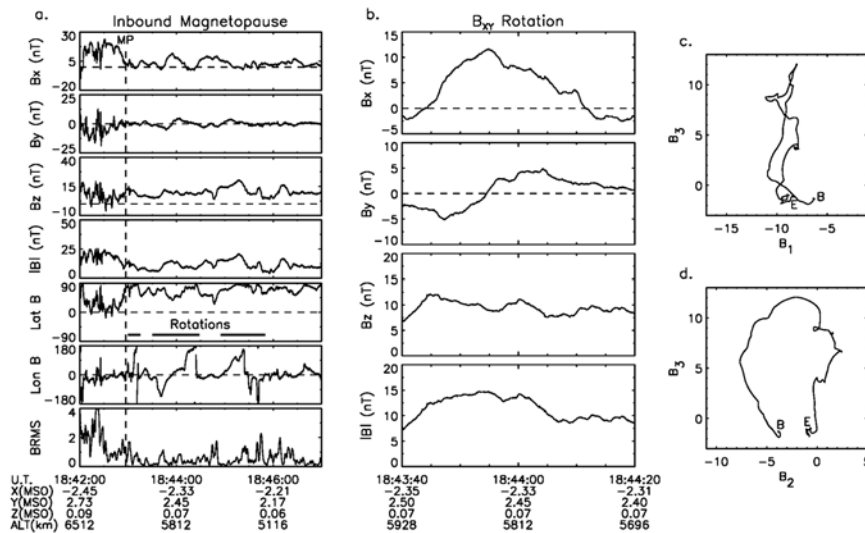 a.
Inbound Magnetopause
MP
Bx (nT)
30
5
-20
By (nT)
25
0
-25
Bz (nT)
40
15
-10
|B| (nT)
50
25
0
Lat B
90
0
-90
Rotations
Lon B
180
0
-180
BRMS
4
2
0
U.T. 18:42:00 18:44:00 18:46:00
X(MSO) -2.45 -2.33 -2.21
Y(MSO) 2.73 2.45 2.17
Z(MSO) 0.09 0.07 0.06
ALT(km) 6512 5812 5116
b.
B_XY Rotation
Bx (nT)
15
10
5
0
-5
By (nT)
10
5
0
-5
-10
Bz (nT)
20
15
10
5
0
|B| (nT)
20
15
10
5
0
18:43:40 18:44:00 18:44:20
-2.35 -2.33 -2.31
2.50 2.45 2.40
0.07 0.07 0.07
5928 5812 5696
c.
B3
10
5
0
B
E
-15 -10 -5
B1
d.
B3
10
5
0
B
E
-10 -5 0
B2